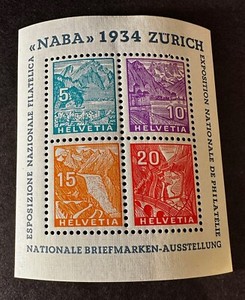 «NABA» 1934 ZÜRICH
ESPOSIZIONE NAZIONALE FILATELICA
EXPOSITION NATIONALE DE PHILATELIE
5
HELVETIA
10
HELVETIA
15
HELVETIA
20
HELVETIA
NATIONALE BRIEFMARKEN-AUSSTELLUNG